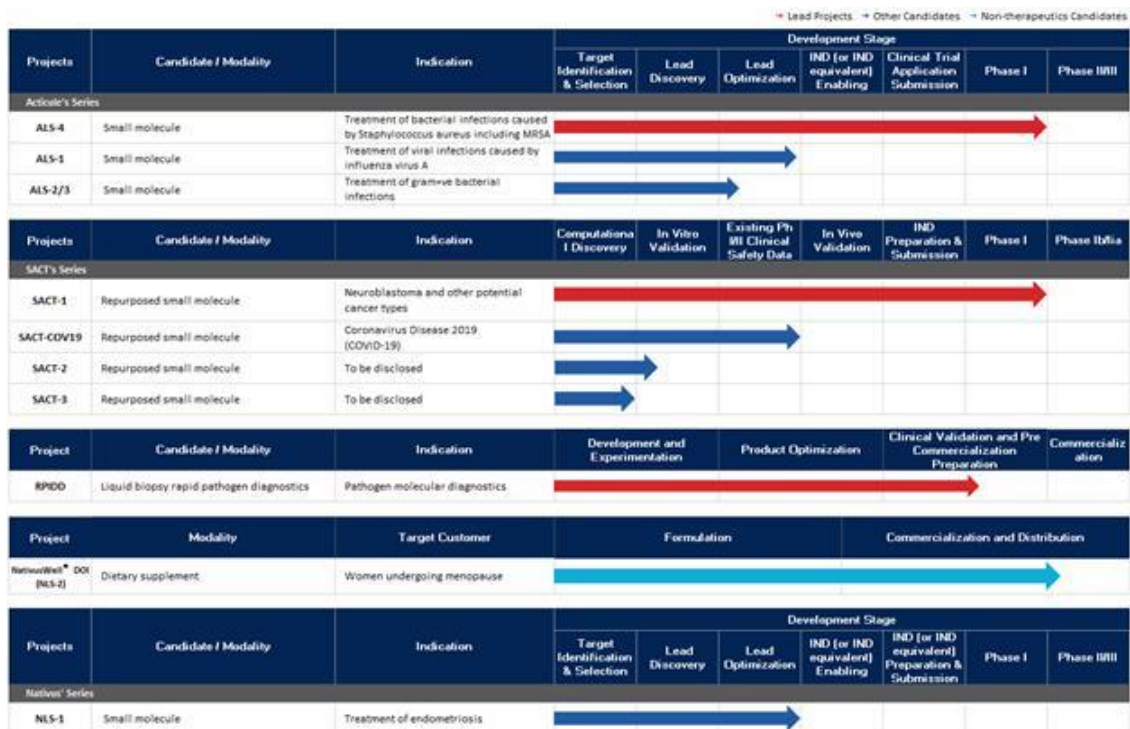 Lead Projects Other Candidates Non-therapeutics Candidates
Projects Candidate / Modality Indication Development Stage
Target Identification & Selection Lead Discovery Lead Optimization IND (or IND equivalent) Enabling Clinical Trial Application Submission Phase I Phase II/III
Acticule's Series
ALS-4 Small molecule Treatment of bacterial infections caused
by Staphylococcus aureus including MRSA
ALS-1 Small molecule Treatment of viral infections caused by
influenza virus A
ALS-2/3 Small molecule Treatment of gram+ve bacterial
infections
Projects Candidate / Modality Indication Computationa
l Discovery In Vitro Validation Existing Ph I/II Clinical Safety Data In Vivo Validation IND Preparation & Submission Phase I Phase Ib/IIa
SACT's Series
SACT-1 Repurposed small molecule Neuroblastoma and other potential
cancer types
SACT-COV19 Repurposed small molecule Coronavirus Disease 2019
(COVID-19)
SACT-2 Repurposed small molecule To be disclosed
SACT-3 Repurposed small molecule To be disclosed
Project Candidate / Modality Indication Development and
Experimentation Product Optimization Clinical Validation and Pre
Commercialization
Preparation Commercializ
ation
RPIDD Liquid biopsy rapid pathogen diagnostics Pathogen molecular diagnostics
Project Modality Target Customer Formulation Commercialization and Distribution
NativusWell® DOI
(NLS-2) Dietary supplement Women undergoing menopause
Projects Candidate / Modality Indication Development Stage
Target Identification & Selection Lead Discovery Lead Optimization IND (or IND equivalent) Enabling IND (or IND equivalent) Preparation & Submission Phase I Phase II/III
Nativus' Series
NLS-1 Small molecule Treatment of endometriosis